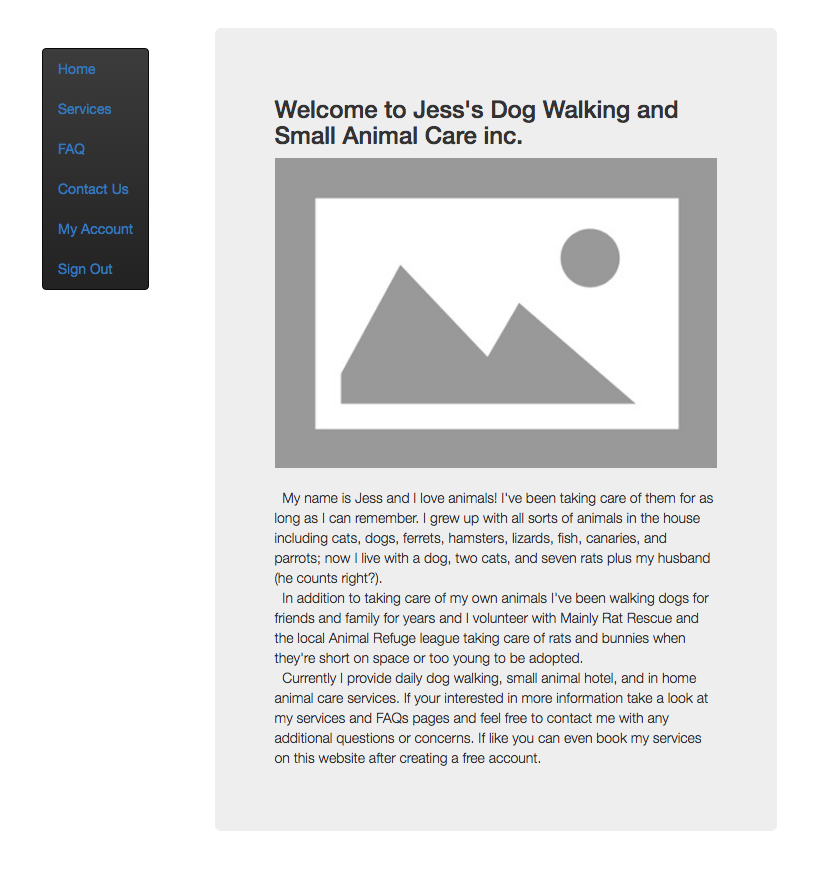 Home
Services
FAQ
Contact Us
My Account
Sign Out
Welcome to Jess's Dog Walking and
Small Animal Care inc.
My name is Jess and I love animals! I've been taking care of them for as
long as I can remember. I grew up with all sorts of animals in the house
including cats, dogs, ferrets, hamsters, lizards, fish, canaries, and
parrots; now I live with a dog, two cats, and seven rats plus my husband
(he counts right?).
In addition to taking care of my own animals I've been walking dogs for
friends and family for years and I volunteer with Mainly Rat Rescue and
the local Animal Refuge league taking care of rats and bunnies when
they're short on space or too young to be adopted.
Currently I provide daily dog walking, small animal hotel, and in home
animal care services. If your interested in more information take a look at
my services and FAQs pages and feel free to contact me with any
additional questions or concerns. If like you can even book my services
on this website after creating a free account.